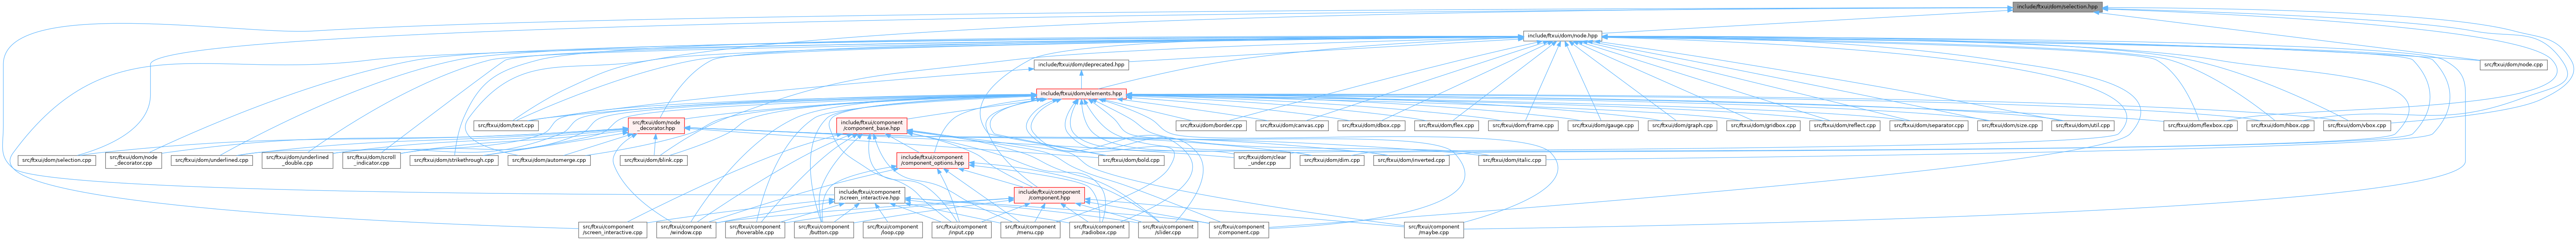 include/ftxui/dom/selection.hpp
include/ftxui/dom/node.hpp
include/ftxui/dom/deprecated.hpp
src/ftxui/dom/node.cpp
include/ftxui/dom/elements.hpp
src/ftxui/dom/text.cpp
src/ftxui/dom/node
_decorator.hpp
include/ftxui/component
/component_base.hpp
src/ftxui/dom/border.cpp
src/ftxui/dom/canvas.cpp
src/ftxui/dom/dbox.cpp
src/ftxui/dom/flex.cpp
src/ftxui/dom/frame.cpp
src/ftxui/dom/gauge.cpp
src/ftxui/dom/graph.cpp
src/ftxui/dom/gridbox.cpp
src/ftxui/dom/reflect.cpp
src/ftxui/dom/separator.cpp
src/ftxui/dom/size.cpp
src/ftxui/dom/util.cpp
src/ftxui/dom/flexbox.cpp
src/ftxui/dom/hbox.cpp
src/ftxui/dom/vbox.cpp
src/ftxui/dom/selection.cpp
src/ftxui/dom/node
_decorator.cpp
src/ftxui/dom/underlined.cpp
src/ftxui/dom/underlined
_double.cpp
src/ftxui/dom/scroll
_indicator.cpp
src/ftxui/dom/strikethrough.cpp
src/ftxui/dom/automerge.cpp
src/ftxui/dom/blink.cpp
include/ftxui/component
/component_options.hpp
src/ftxui/dom/bold.cpp
src/ftxui/dom/clear
_under.cpp
src/ftxui/dom/dim.cpp
src/ftxui/dom/inverted.cpp
src/ftxui/dom/italic.cpp
include/ftxui/component
/screen_interactive.hpp
include/ftxui/component
/component.hpp
src/ftxui/component
/screen_interactive.cpp
src/ftxui/component
/window.cpp
src/ftxui/component
/hoverable.cpp
src/ftxui/component
/button.cpp
src/ftxui/component
/loop.cpp
src/ftxui/component
/input.cpp
src/ftxui/component
/menu.cpp
src/ftxui/component
/radiobox.cpp
src/ftxui/component
/slider.cpp
src/ftxui/component
/component.cpp
src/ftxui/component
/maybe.cpp